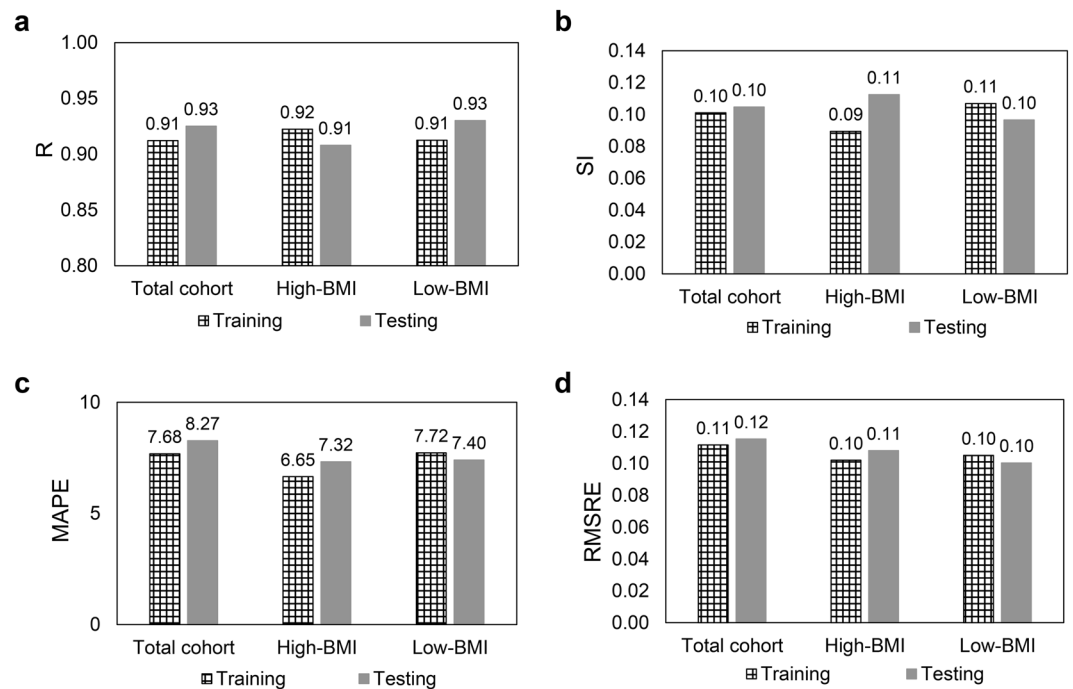 a
1.00
0.95
0.90
0.85
0.80
R
0.91
0.93
0.92
0.91
0.91
0.93
Total cohort
High-BMI
Low-BMI
Training
Testing
b
0.14
0.12
0.10
0.08
0.06
0.04
0.02
0.00
SI
0.10
0.10
0.09
0.11
0.11
0.10
Total cohort
High-BMI
Low-BMI
Training
Testing
c
10
5
0
MAPE
7.68
8.27
6.65
7.32
7.72
7.40
Total cohort
High-BMI
Low-BMI
Training
Testing
d
0.14
0.12
0.10
0.08
0.06
0.04
0.02
0.00
RMSRE
0.11
0.12
0.10
0.11
0.10
0.10
Total cohort
High-BMI
Low-BMI
Training
Testing